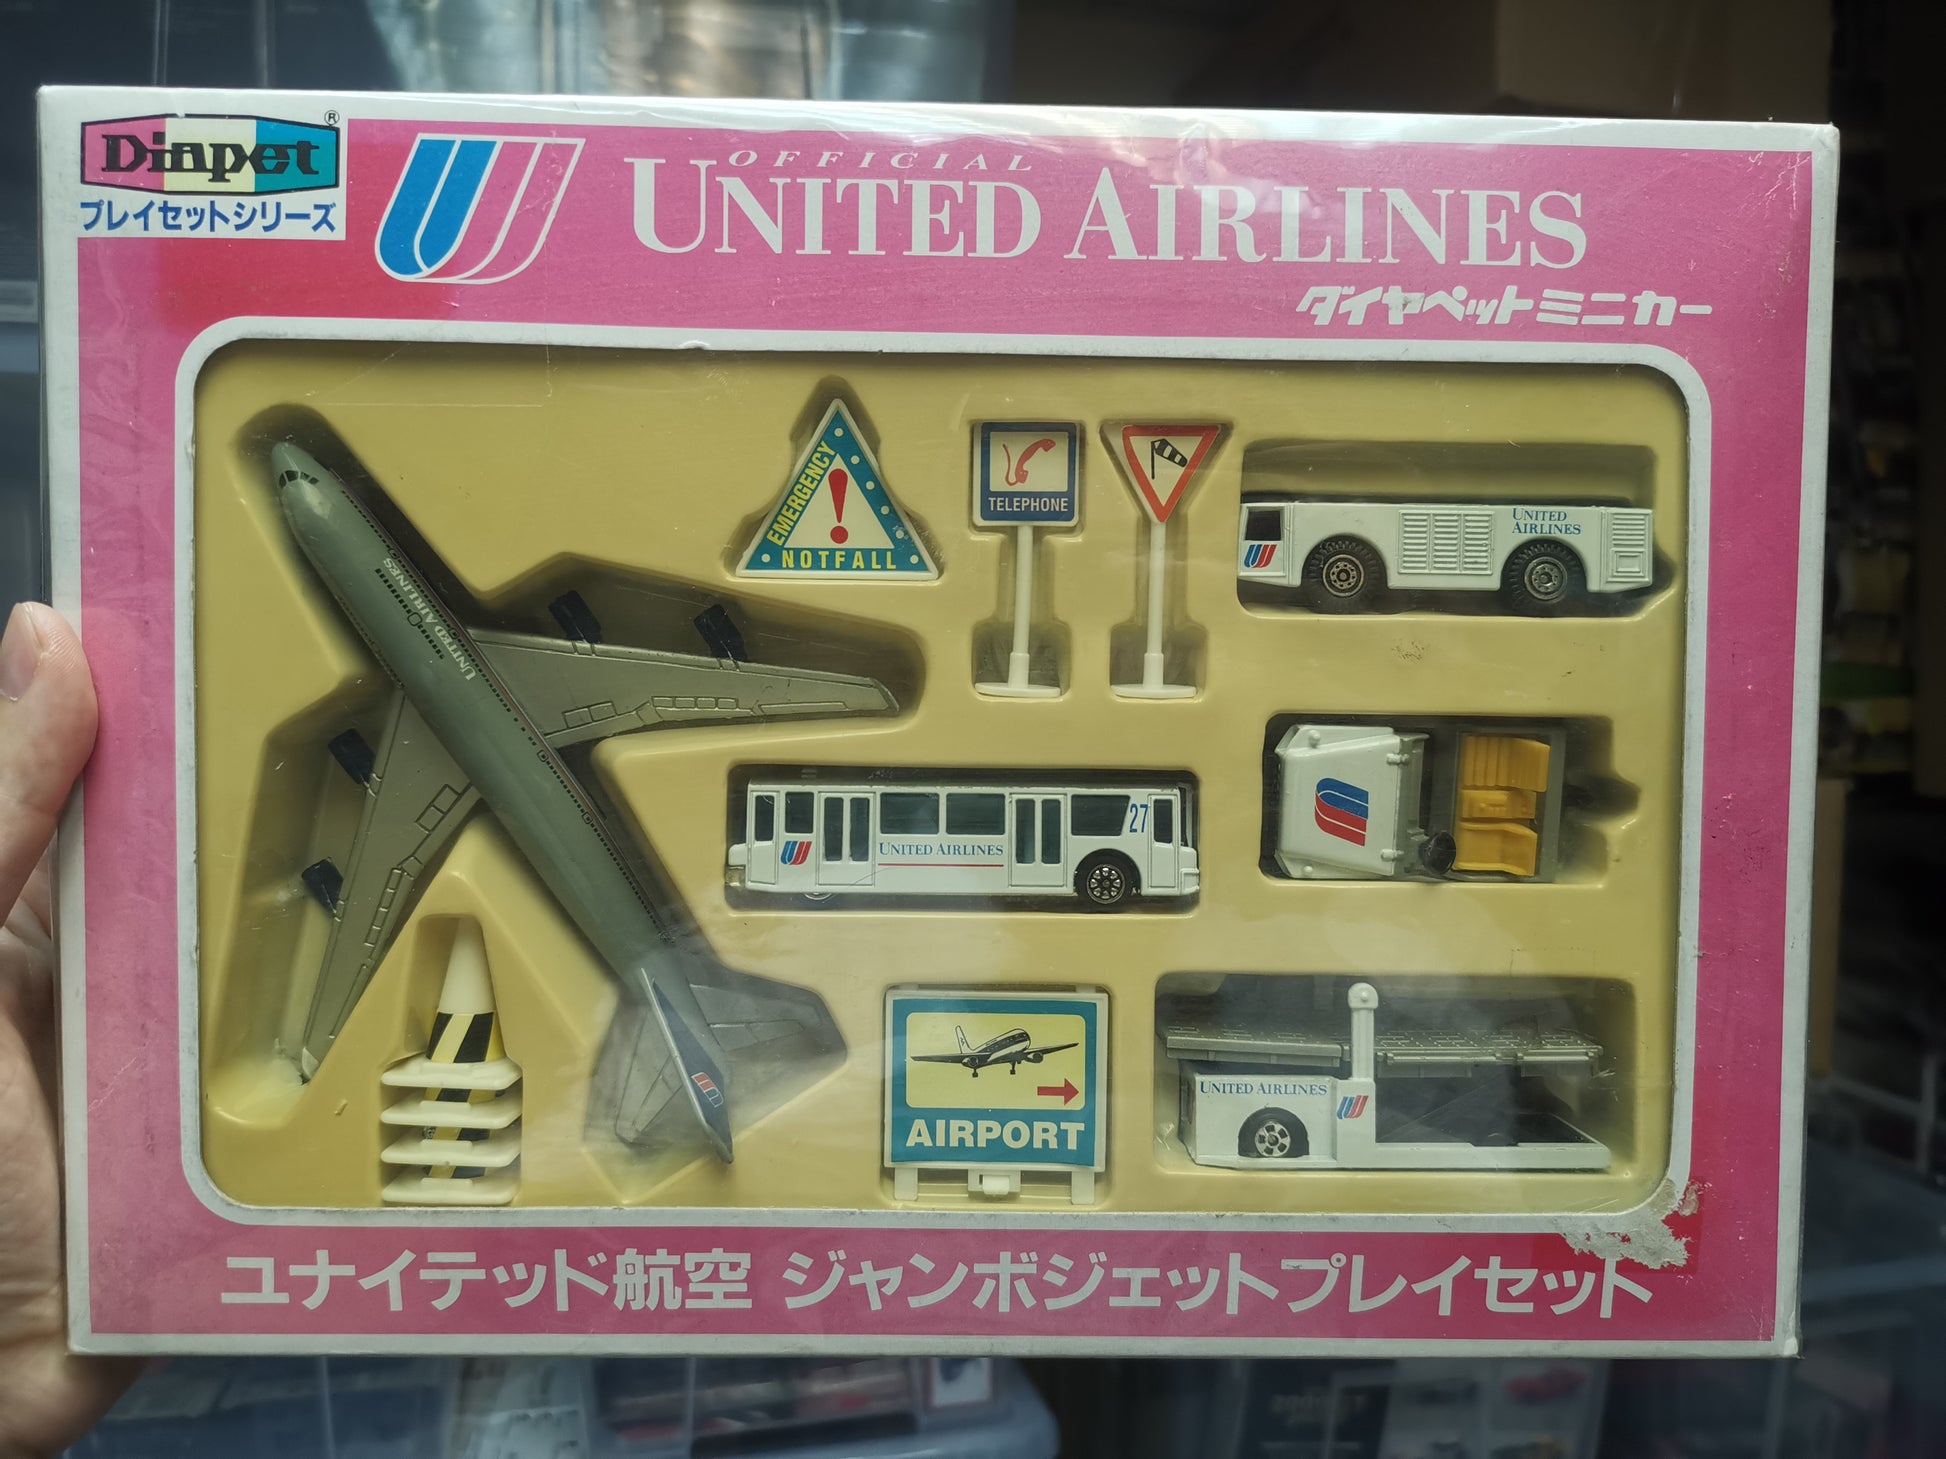 Diapet ®
プレイセットシリーズ
OFFICIAL
UNITED AIRLINES
ダイヤペットミニカー
EMERGENCY
NOTFALL
TELEPHONE
UNITED
AIRLINES
UNITED AIRLINES
27
UNITED AIRLINES
AIRPORT
UNITED AIRLINES
ユナイテッド航空 ジャンボジェットプレイセット